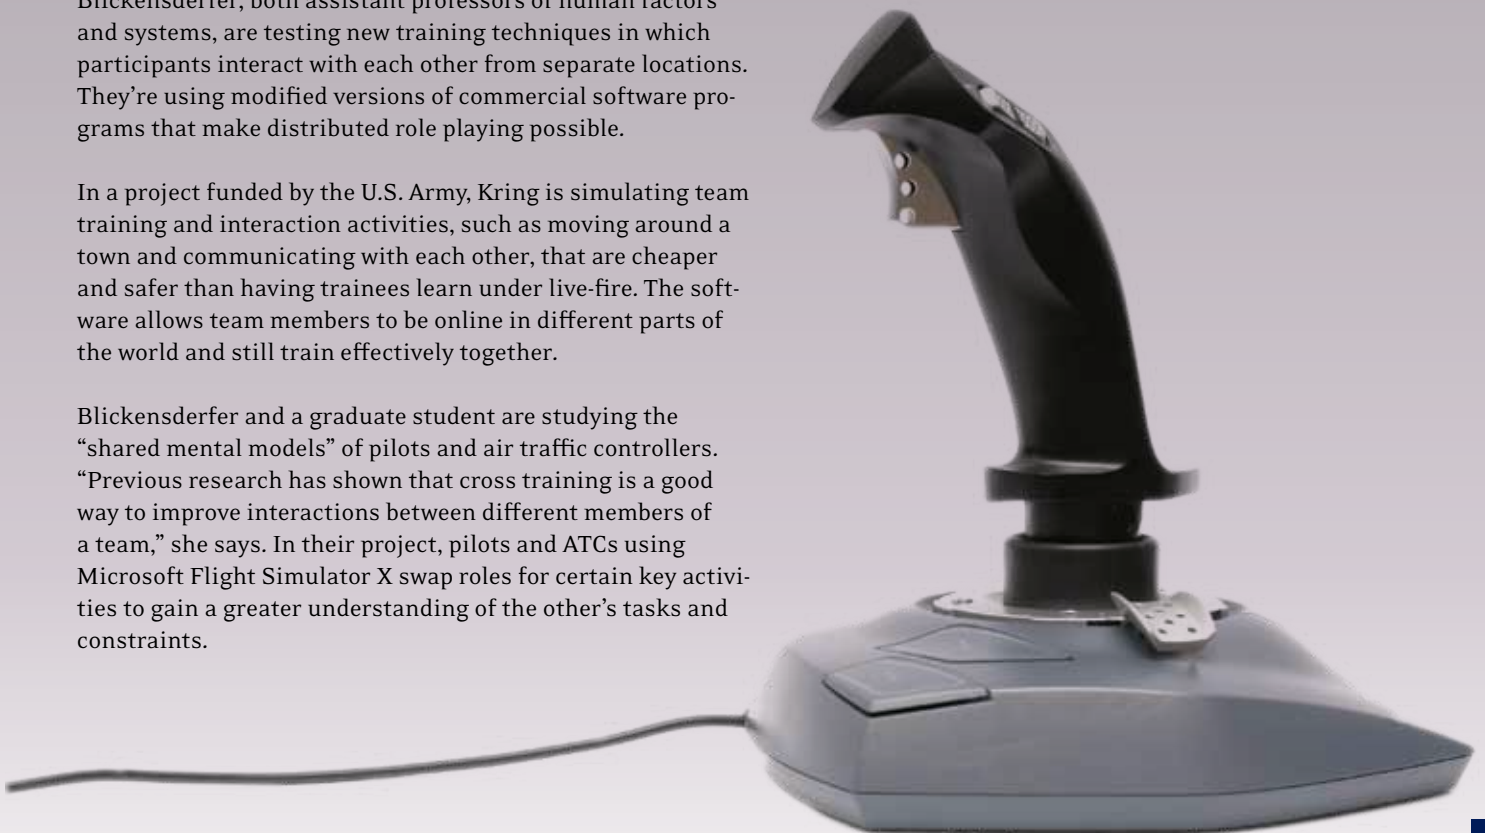 Blickensderfer, both assistant professors of human factors
and systems, are testing new training techniques in which
participants interact with each other from separate locations.
They’re using modified versions of commercial software pro-
grams that make distributed role playing possible.
In a project funded by the U.S. Army, Kring is simulating team
training and interaction activities, such as moving around a
town and communicating with each other, that are cheaper
and safer than having trainees learn under live-fire. The soft-
ware allows team members to be online in different parts of
the world and still train effectively together.
Blickensderfer and a graduate student are studying the
“shared mental models” of pilots and air traffic controllers.
“Previous research has shown that cross training is a good
way to improve interactions between different members of
a team,” she says. In their project, pilots and ATCs using
Microsoft Flight Simulator X swap roles for certain key activi-
ties to gain a greater understanding of the other’s tasks and
constraints.